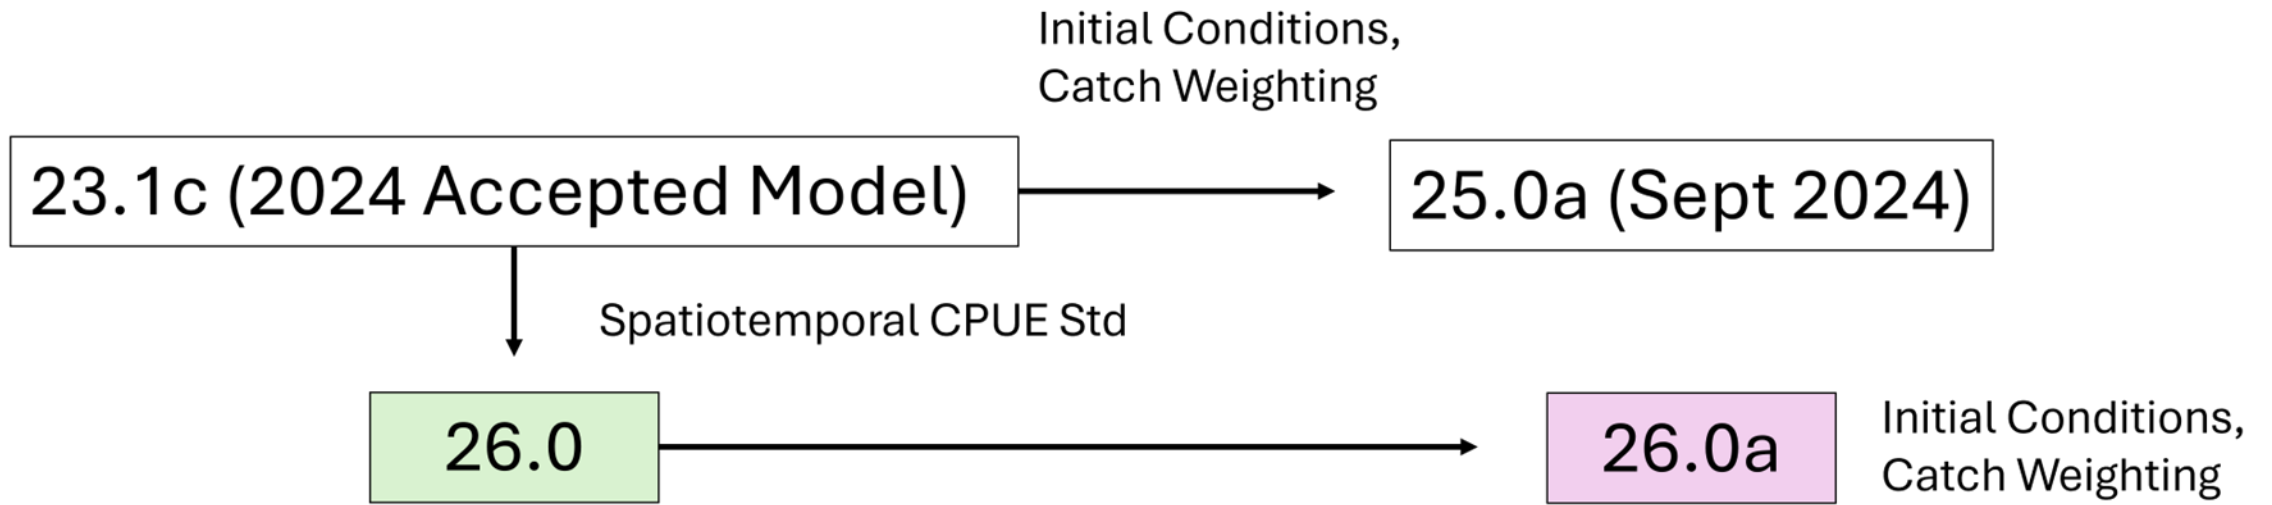 Initial Conditions,
Catch Weighting
23.1c (2024 Accepted Model)
25.0a (Sept 2024)
Spatiotemporal CPUE Std
26.0
26.0a
Initial Conditions,
Catch Weighting